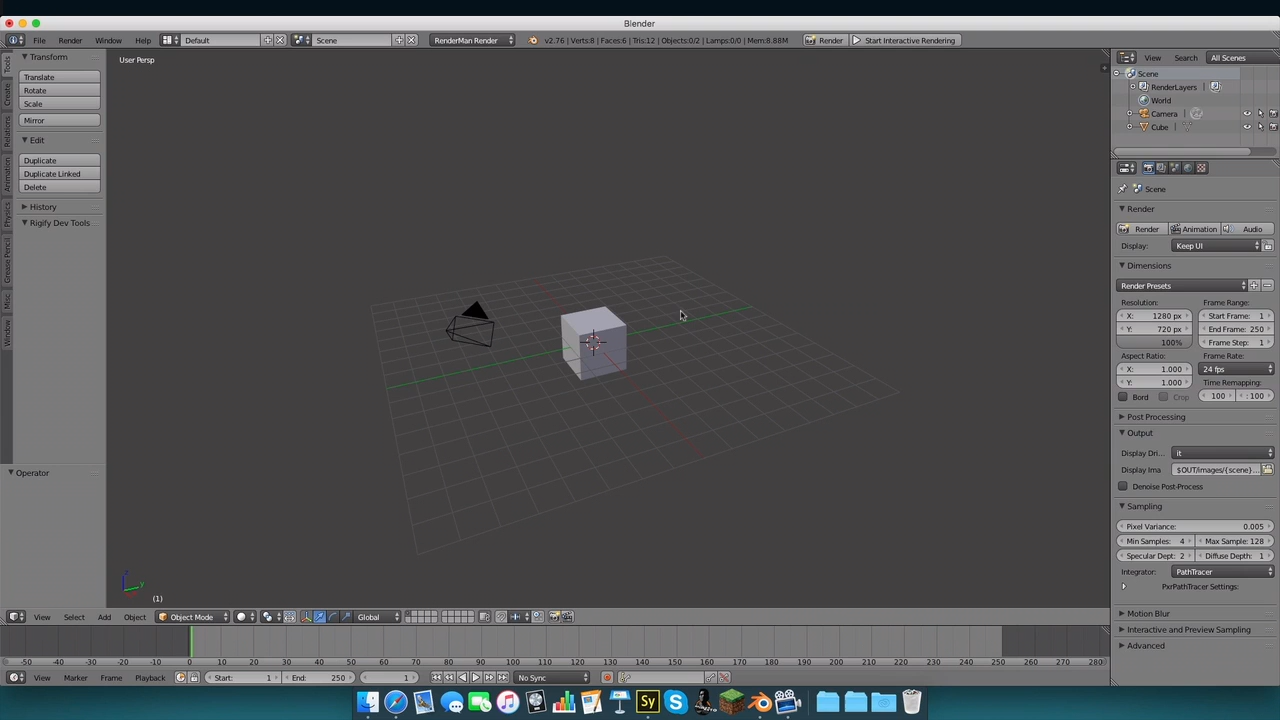 Blender
File Render Window Help Default Scene RenderMan Render v2.76 | Verts:8 | Faces:6 | Tris:12 | Objects:0/2 | Lamps:0/0 | Mem:8.88M Render Start Interactive Rendering
User Persp
Tools
Create
Relations
Animation
Physics
Grease Pencil
Misc
Window
Transform
Translate
Rotate
Scale
Mirror
Edit
Duplicate
Duplicate Linked
Delete
History
Rigify Dev Tools
Operator
z
y
(1)
View Select Add Object Object Mode Global
-50 -40 -30 -20 -10 0 10 20 30 40 50 60 70 80 90 100 110 120 130 140 150 160 170 180 190 200 210 220 230 240 250 260 270 280
View Marker Frame Playback Start: 1 End: 250 1 No Sync
View Search All Scenes
Scene
RenderLayers
World
Camera
Cube
Scene
Render
Render Animation Audio
Display: Keep UI
Dimensions
Render Presets
Resolution: Frame Range:
X: 1280 px Start Frame: 1
Y: 720 px End Frame: 250
100% Frame Step: 1
Aspect Ratio: Frame Rate:
X: 1.000 24 fps
Y: 1.000 Time Remapping:
Bord Crop 100 : 100
Post Processing
Output
Display Dri... it
Display Ima $OUT/images/{scene}...
Denoise Post-Process
Sampling
Pixel Variance: 0.005
Min Samples: 4 Max Sample: 128
Specular Dept: 2 Diffuse Depth: 1
Integrator: PathTracer
PxrPathTracer Settings:
Motion Blur
Interactive and Preview Sampling
Advanced
Sy